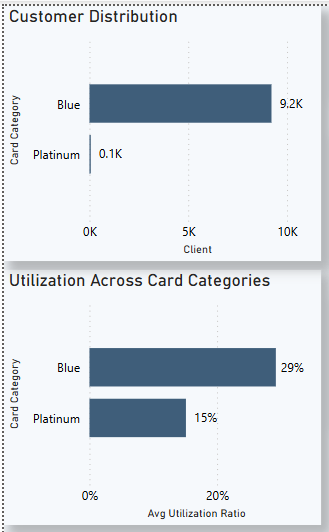 Customer Distribution
Card Category
Blue
9.2K
Platinum
0.1K
0K 5K 10K
Client
Utilization Across Card Categories
Card Category
Blue
29%
Platinum
15%
0% 20%
Avg Utilization Ratio